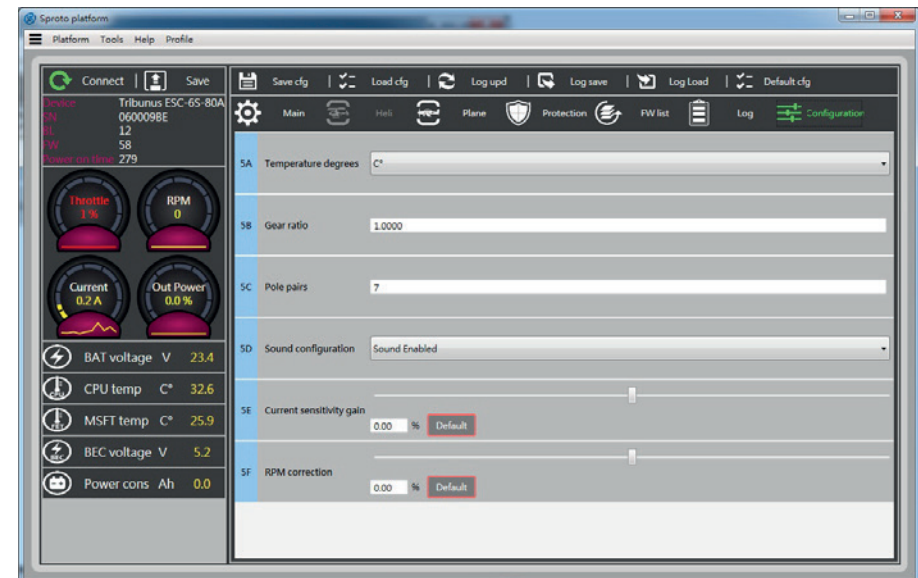 Sproto platform
Platform Tools Help Profile
Connect | Save
Device Tribunus ESC-6S-80A
SN 060009BE
BL 12
FW 58
Power on time 279
Throttle
1 %
RPM
0
Current
0.2 A
Out Power
0.0 %
BAT voltage V 23.4
CPU temp C° 32.6
MSFT temp C° 25.9
BEC voltage V 5.2
Power cons Ah 0.0
Save cfg | Load cfg | Log upd | Log save | Log Load | Default cfg
Main Heli Plane Protection FW list Log Configuration
5A Temperature degrees C°
5B Gear ratio 1.0000
5C Pole pairs 7
5D Sound configuration Sound Enabled
5E Current sensitivity gain
0.00 % Default
5F RPM correction
0.00 % Default